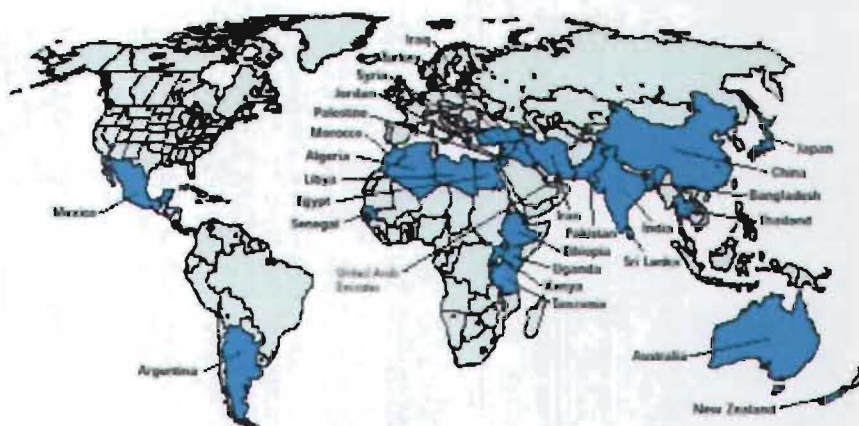 Iraq
Turkey
Syria
Jordan
Palestine
Morocco
Algeria
Libya
Egypt
Senegal
United Arab
Emirates
Mexico
Argentina
Iran
Pakistan
India
Sri Lanka
Ethiopia
Uganda
Kenya
Tanzania
Japan
China
Bangladesh
Thailand
Australia
New Zealand